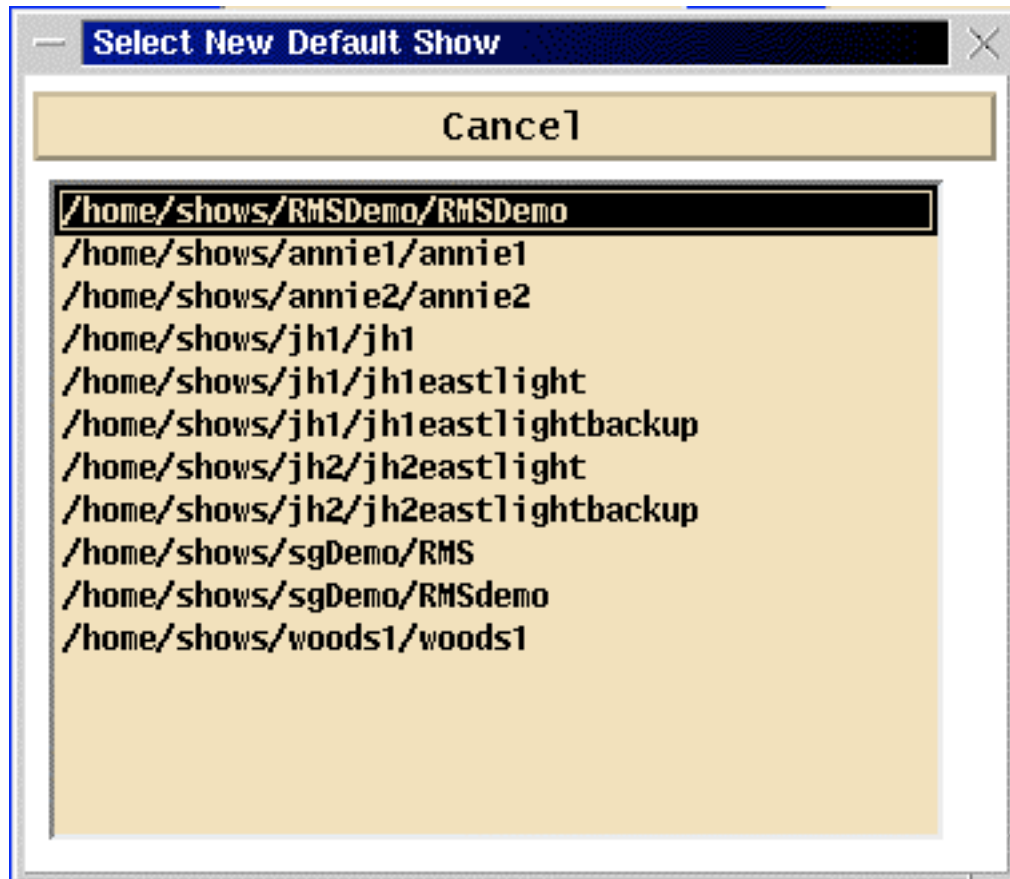 Select New Default Show
Cancel
/home/shows/RMSDemo/RMSDemo
/home/shows/annie1/annie1
/home/shows/annie2/annie2
/home/shows/jh1/jh1
/home/shows/jh1/jh1eastlight
/home/shows/jh1/jh1eastlightbackup
/home/shows/jh2/jh2eastlight
/home/shows/jh2/jh2eastlightbackup
/home/shows/sgDemo/RMS
/home/shows/sgDemo/RMSdemo
/home/shows/woods1/woods1